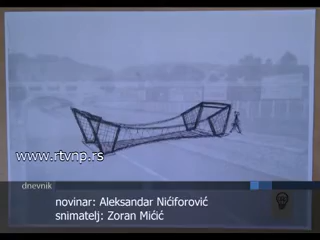 www.rtvnp.rs
dnevnik
novinar: Aleksandar Nićiforović
snimatelj: Zoran Mićić